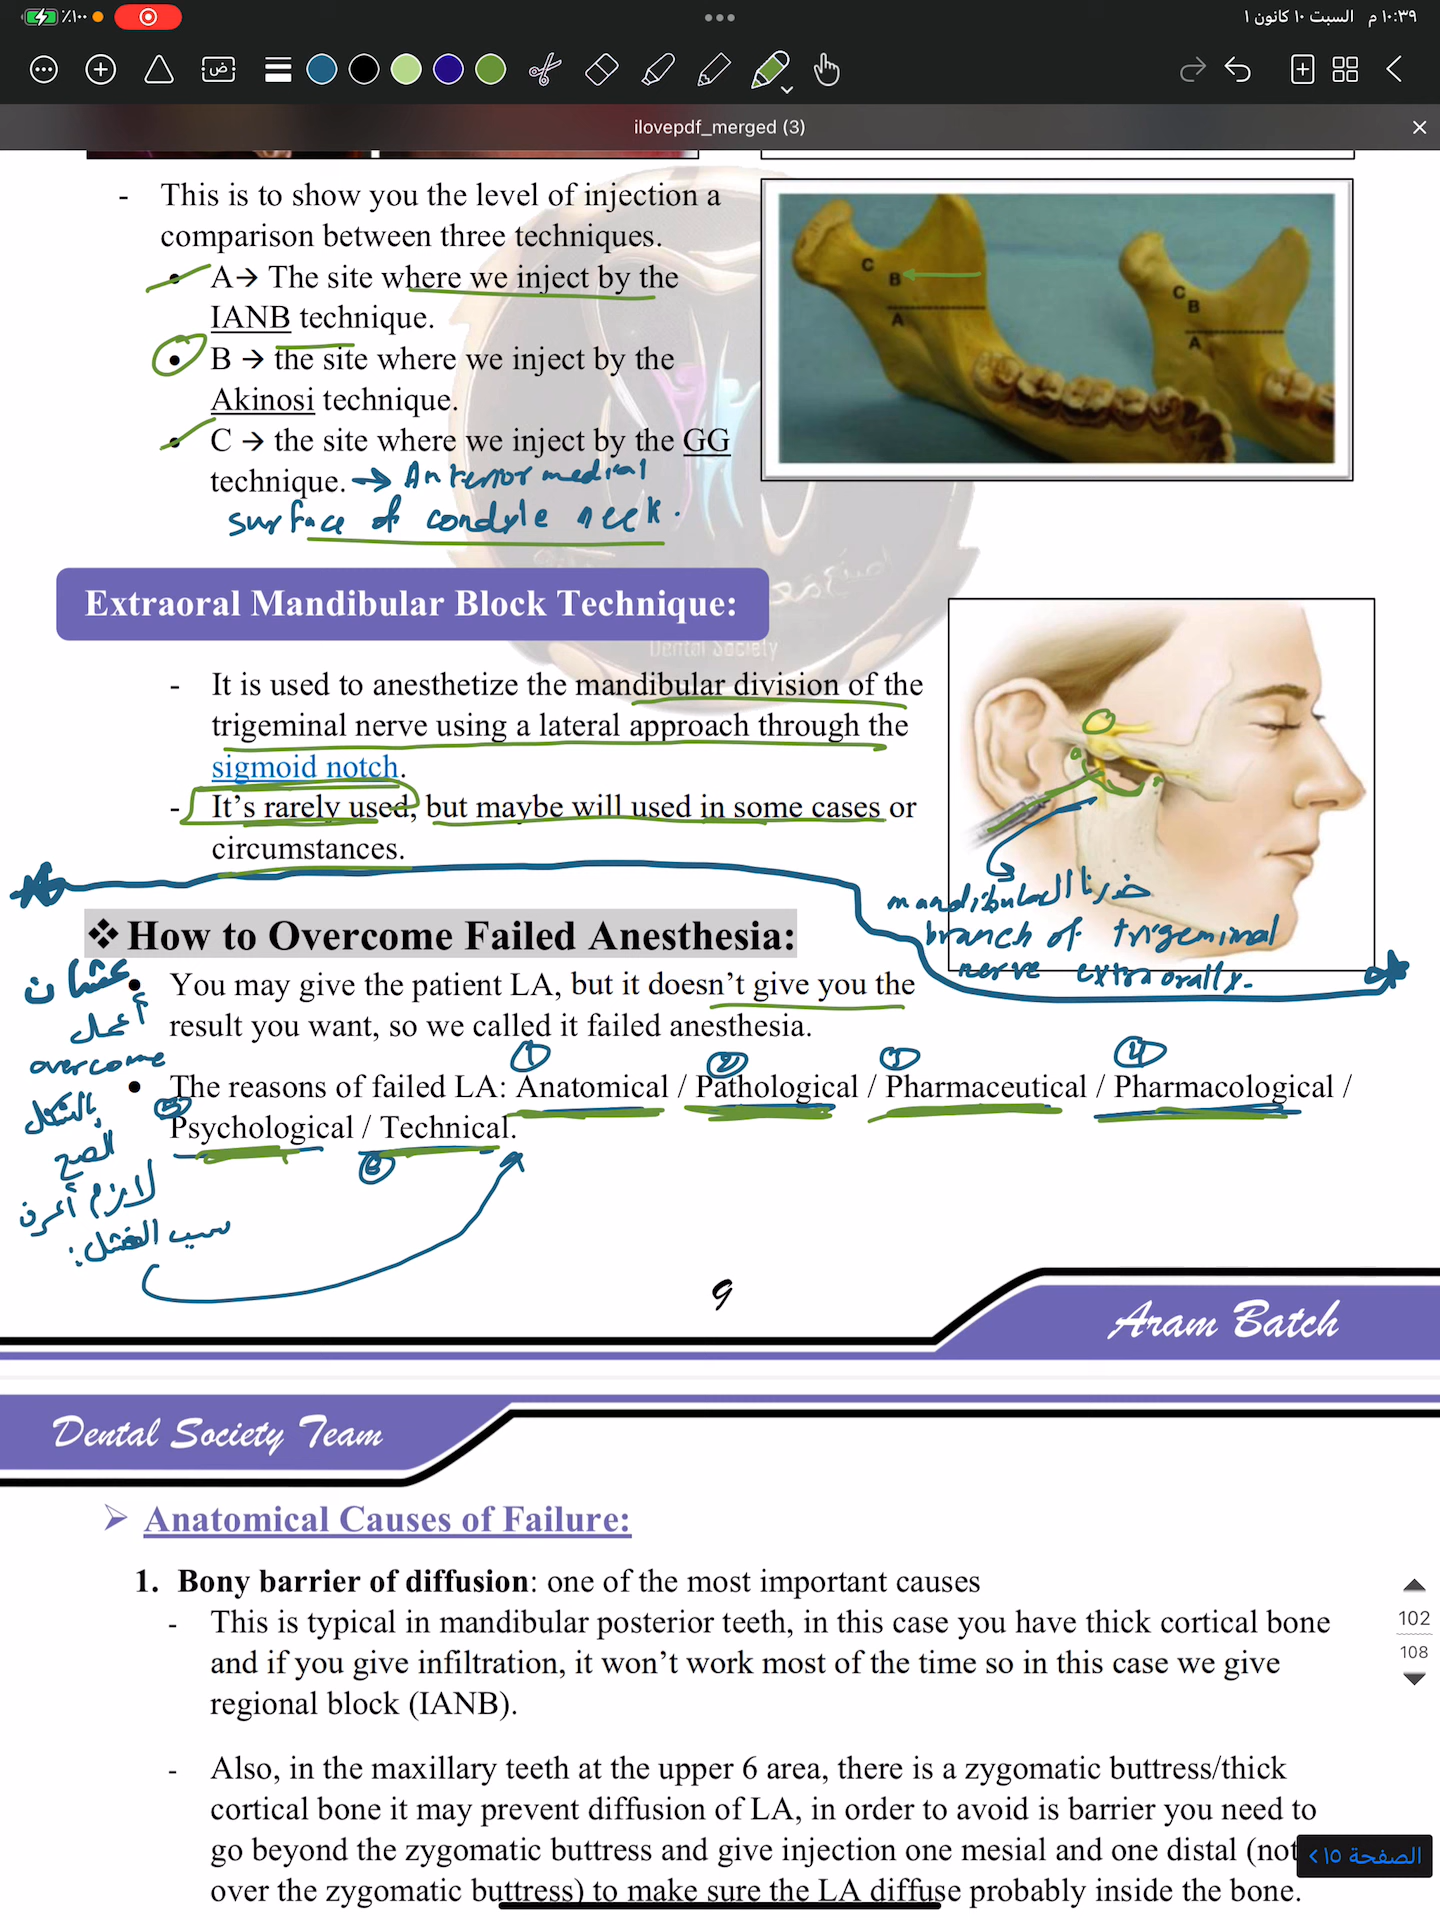 ٪١٠٠
١٠:٣٩ م السبت ١٠ كانون ١
ض
ilovepdf_merged (3)
- This is to show you the level of injection a
comparison between three techniques.
• A→ The site where we inject by the
IANB technique.
• B → the site where we inject by the
Akinosi technique.
• C → the site where we inject by the GG
technique. → Anterior medial
surface of condyle neck.
C
B
A
C
B
A
Extraoral Mandibular Block Technique:
Dental Society
- It is used to anesthetize the mandibular division of the
trigeminal nerve using a lateral approach through the
sigmoid notch.
- It's rarely used, but maybe will used in some cases or
circumstances.
خدرنا ال mandibular
branch of trigeminal
nerve extraorally.
❖ How to Overcome Failed Anesthesia:
• You may give the patient LA, but it doesn't give you the
result you want, so we called it failed anesthesia.
عشان
أعمل
overcome
بالشكل
الصح
لازم أعرف
سبب الفشل:
① ② ③ ④
• The reasons of failed LA: Anatomical / Pathological / Pharmaceutical / Pharmacological /
⑤
Psychological / Technical.
⑥
9
Aram Batch
Dental Society Team
➢ Anatomical Causes of Failure:
1. Bony barrier of diffusion: one of the most important causes
- This is typical in mandibular posterior teeth, in this case you have thick cortical bone
and if you give infiltration, it won't work most of the time so in this case we give
regional block (IANB).
- Also, in the maxillary teeth at the upper 6 area, there is a zygomatic buttress/thick
cortical bone it may prevent diffusion of LA, in order to avoid is barrier you need to
go beyond the zygomatic buttress and give injection one mesial and one distal (not
over the zygomatic buttress) to make sure the LA diffuse probably inside the bone.
102
108
الصفحة ١٥